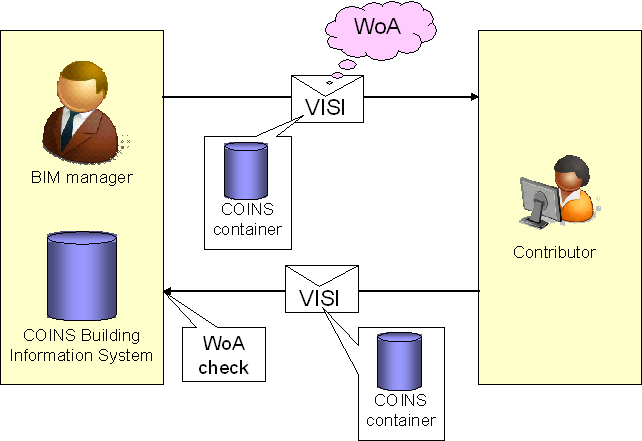 WoA
VISI
BIM manager
COINS
container
COINS Building
Information System
Contributor
VISI
WoA
check
COINS
container